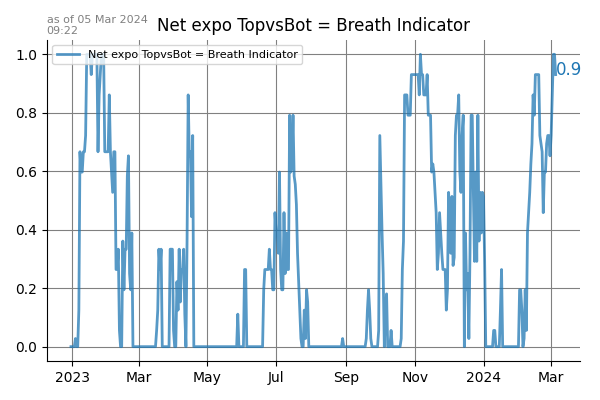 as of 05 Mar 2024
09:22
Net expo TopvsBot = Breath Indicator
Net expo TopvsBot = Breath Indicator
1.0
0.9
0.8
0.6
0.4
0.2
0.0
2023 Mar May Jul Sep Nov 2024 Mar